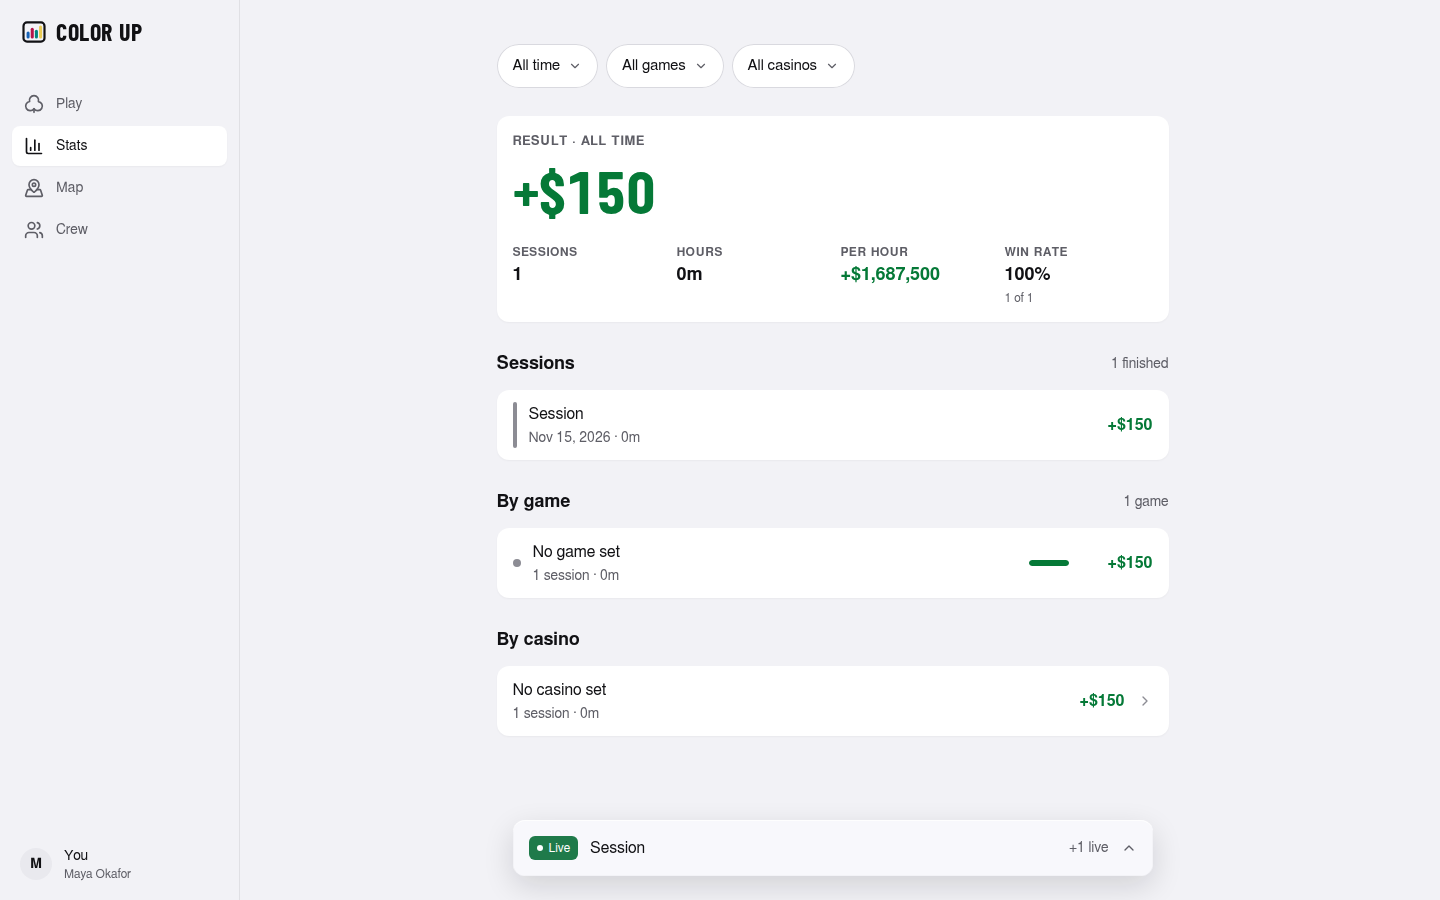 COLOR UP
Play
Stats
Map
Crew
You
Maya Okafor
M
All time
All games
All casinos
RESULT · ALL TIME
+$150
SESSIONS
1
HOURS
0m
PER HOUR
+$1,687,500
WIN RATE
100%
1 of 1
Sessions
1 finished
Session
Nov 15, 2026 · 0m
+$150
By game
1 game
No game set
1 session · 0m
+$150
By casino
No casino set
1 session · 0m
+$150
Live
Session
+1 live